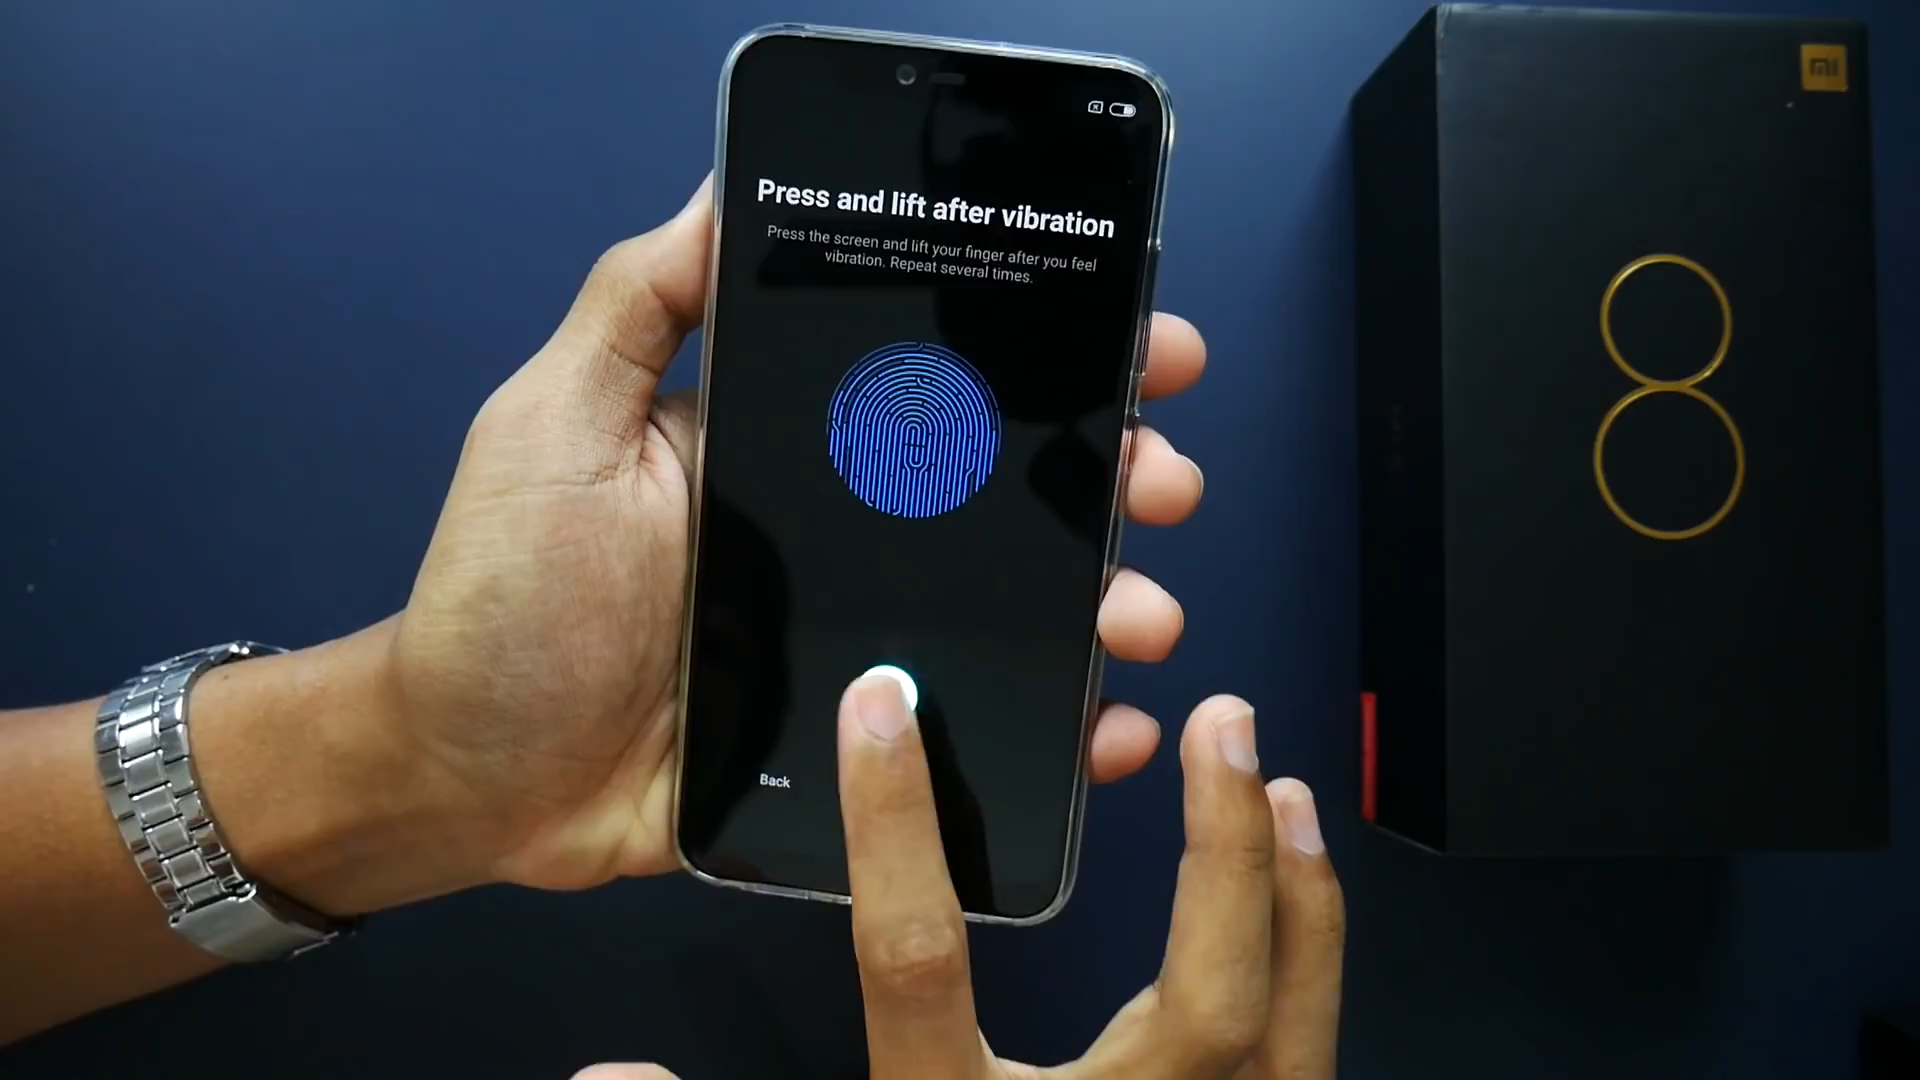 Press and lift after vibration
Press the screen and lift your finger after you feel
vibration. Repeat several times.
Back
mi
8